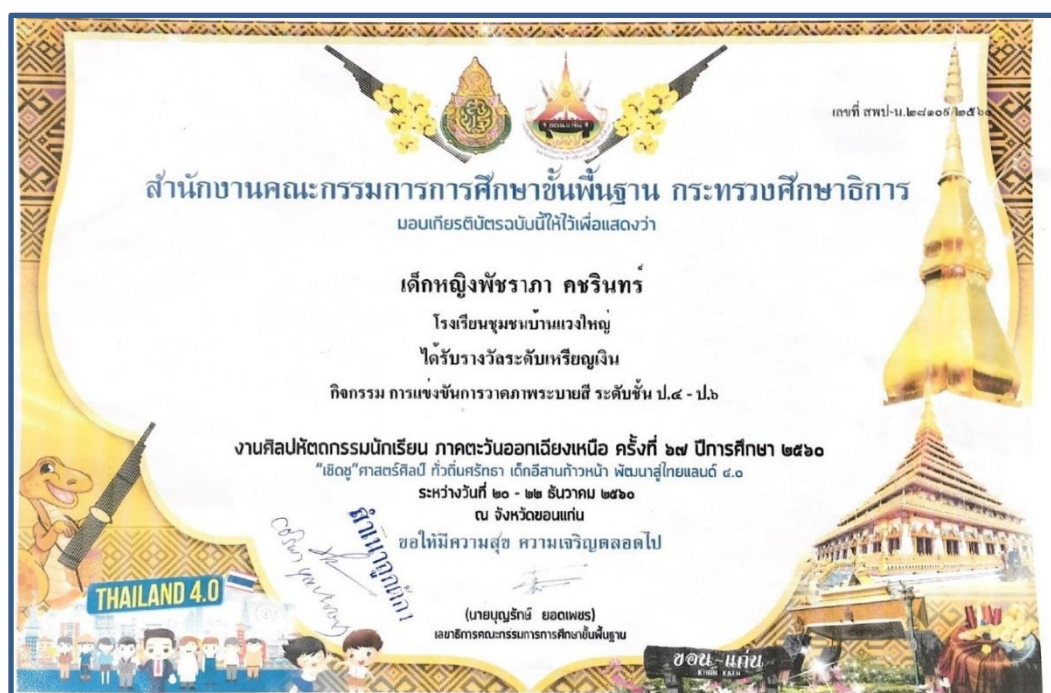 เลขที่ สพป-น.๒๘๑๐๙/๒๕๖๐
สำนักงานคณะกรรมการการศึกษาขั้นพื้นฐาน กระทรวงศึกษาธิการ
มอบเกียรติบัตรฉบับนี้ให้ไว้เพื่อแสดงว่า
เด็กหญิงพัชราภา คชรินทร์
โรงเรียนชุมชนบ้านแวงใหญ่
ได้รับรางวัลระดับเหรียญเงิน
กิจกรรม การแข่งขันการวาดภาพระบายสี ระดับชั้น ป.๔ - ป.๖
งานศิลปหัตถกรรมนักเรียน ภาคตะวันออกเฉียงเหนือ ครั้งที่ ๖๗ ปีการศึกษา ๒๕๖๐
"เชิดชูศาสตร์ศิลป์ ทั่วถิ่นศรัทธา เด็กอีสานก้าวหน้า พัฒนาสู่ไทยแลนด์ ๔.๐
ระหว่างวันที่ ๒๐ - ๒๒ ธันวาคม ๒๕๖๐
ณ จังหวัดขอนแก่น
ขอให้มีความสุข ความเจริญตลอดไป
สำเนาถูกต้อง
(นายบุญรักษ์ ยอดเพชร)
เลขาธิการคณะกรรมการการศึกษาขั้นพื้นฐาน
THAILAND 4.0
ขอน-แก่น
KHON KAEN